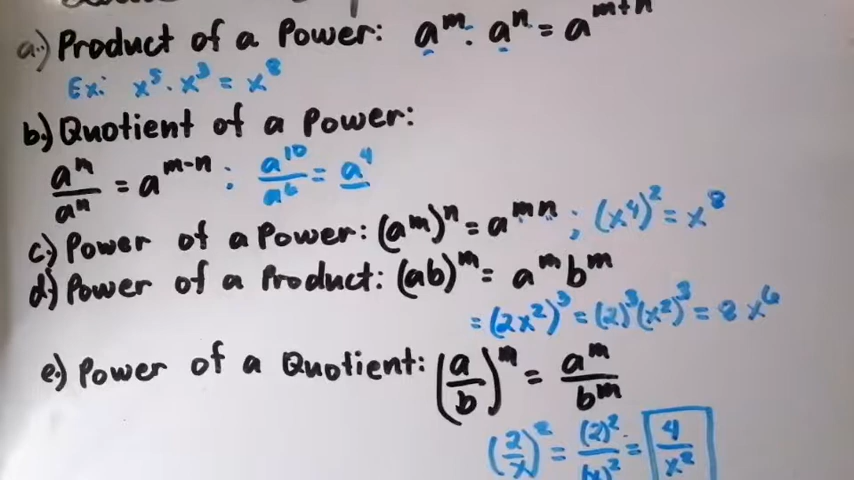 a.) Product of a Power: a^m · a^n = a^{m+n}
Ex: x^5 · x^3 = x^8
b.) Quotient of a Power:
a^m / a^n = a^{m-n} ; a^{10} / a^6 = a^4
c.) Power of a Power: (a^m)^n = a^{mn} ; (x^4)^2 = x^8
d.) Power of a Product: (ab)^m = a^m b^m
= (2x^2)^3 = (2)^3 (x^2)^3 = 8x^6
e.) Power of a Quotient: (a/b)^m = a^m / b^m
(2/x)^2 = (2)^2 / (x)^2 = 4 / x^2